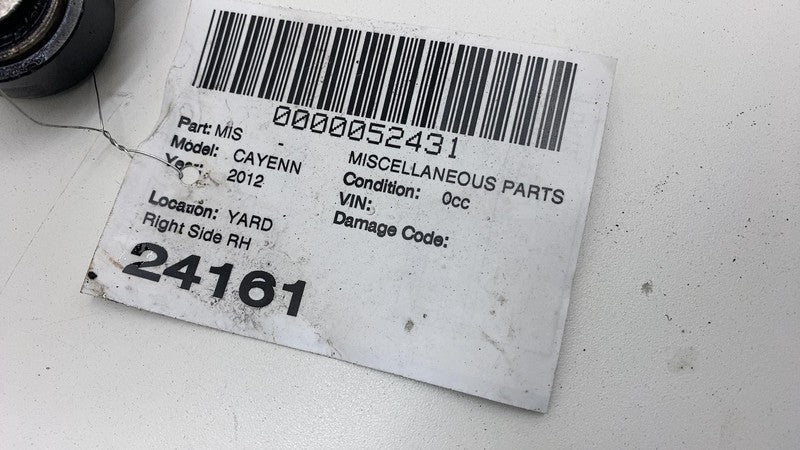 0000052431
Part: MIS - MISCELLANEOUS PARTS
Model: CAYENN Condition: 0cc
Year: 2012 VIN:
Damage Code:
Location: YARD
Right Side RH
24161